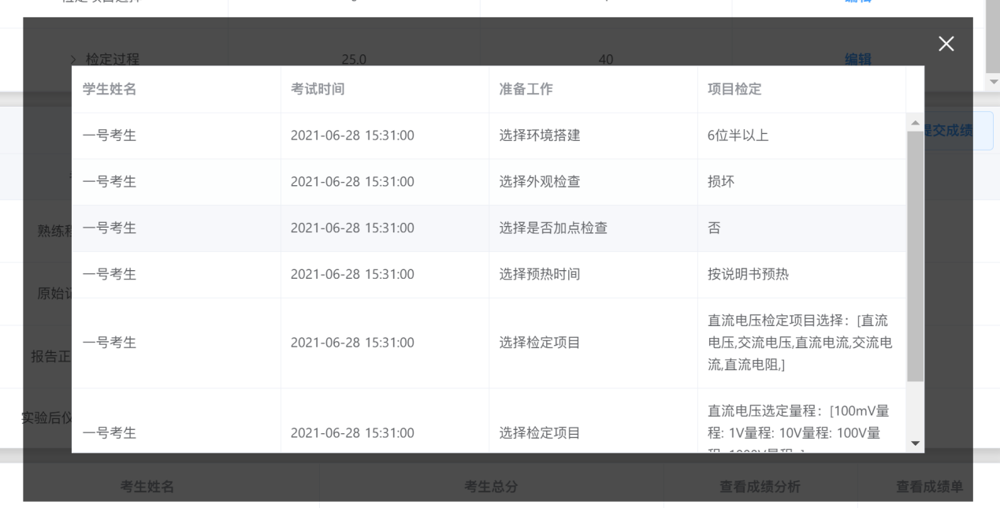 检定过程 25.0 40 编辑
学生姓名 考试时间 准备工作 项目检定
一号考生 2021-06-28 15:31:00 选择环境搭建 6位半以上
提交成绩
一号考生 2021-06-28 15:31:00 选择外观检查 损坏
熟练程
一号考生 2021-06-28 15:31:00 选择是否加点检查 否
一号考生 2021-06-28 15:31:00 选择预热时间 按说明书预热
原始记
一号考生 2021-06-28 15:31:00 选择检定项目 直流电压检定项目选择：[直流
电压,交流电压,直流电流,交流电
流,直流电阻,]
报告正
实验后仪
一号考生 2021-06-28 15:31:00 选择检定项目 直流电压选定量程：[100mV量
程: 1V量程: 10V量程: 100V量
程: 1000V量程: ]
考生姓名 考生总分 查看成绩分析 查看成绩单